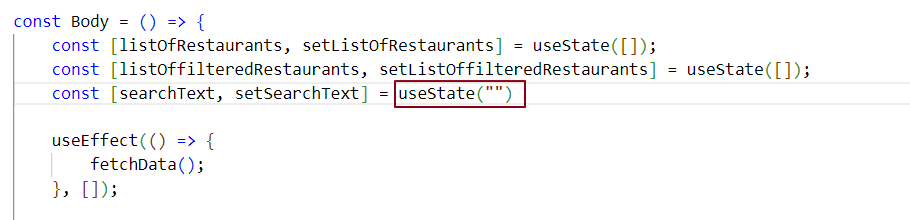 const Body = () => {
    const [listOfRestaurants, setListOfRestaurants] = useState([]);
    const [listOffilteredRestaurants, setListOffilteredRestaurants] = useState([]);
    const [searchText, setSearchText] = useState("")
    useEffect(() => {
        fetchData();
    }, []);